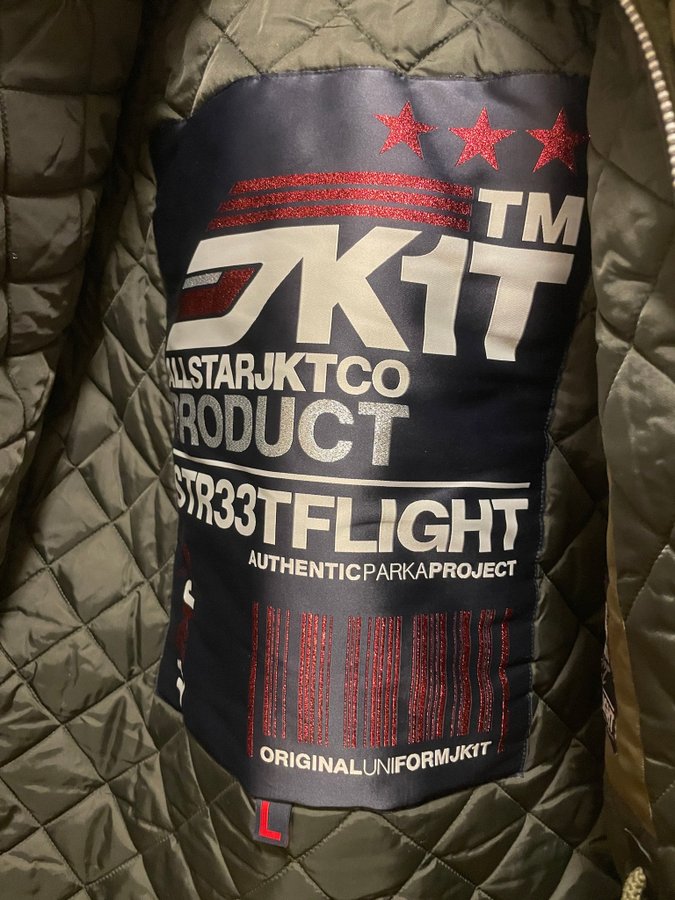 TM
JK1T
ALLSTARJKTCO
PRODUCT
STR33TFLIGHT
AUTHENTICPARKAPROJECT
ORIGINALUNIFORMJK1T
L